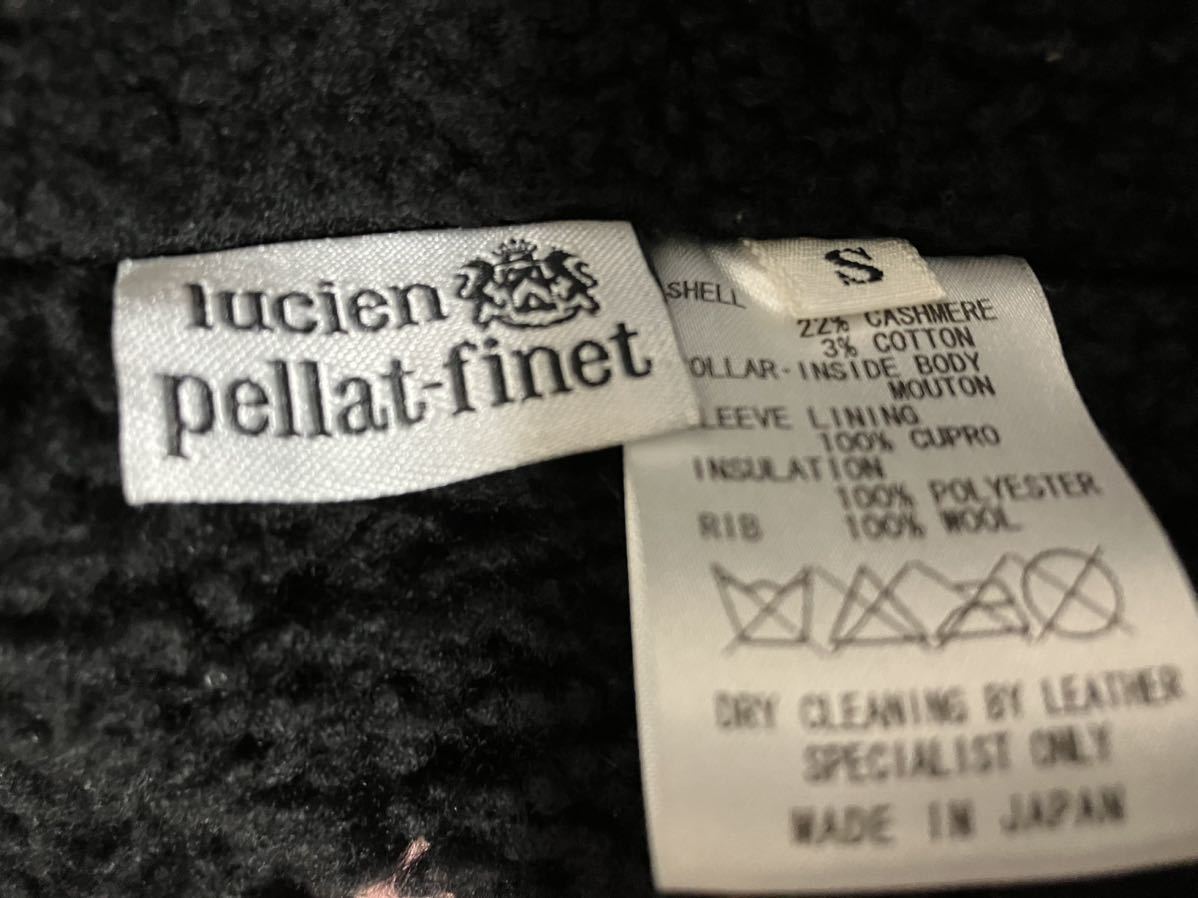 lucien
pellat-finet
S
SHELL
22% CASHMERE
3% COTTON
OLLAR·INSIDE BODY
MOUTON
LEEVE LINING
100% CUPRO
INSULATION
100% POLYESTER
RIB 100% WOOL
DRY CLEANING BY LEATHER
SPECIALIST ONLY
MADE IN JAPAN